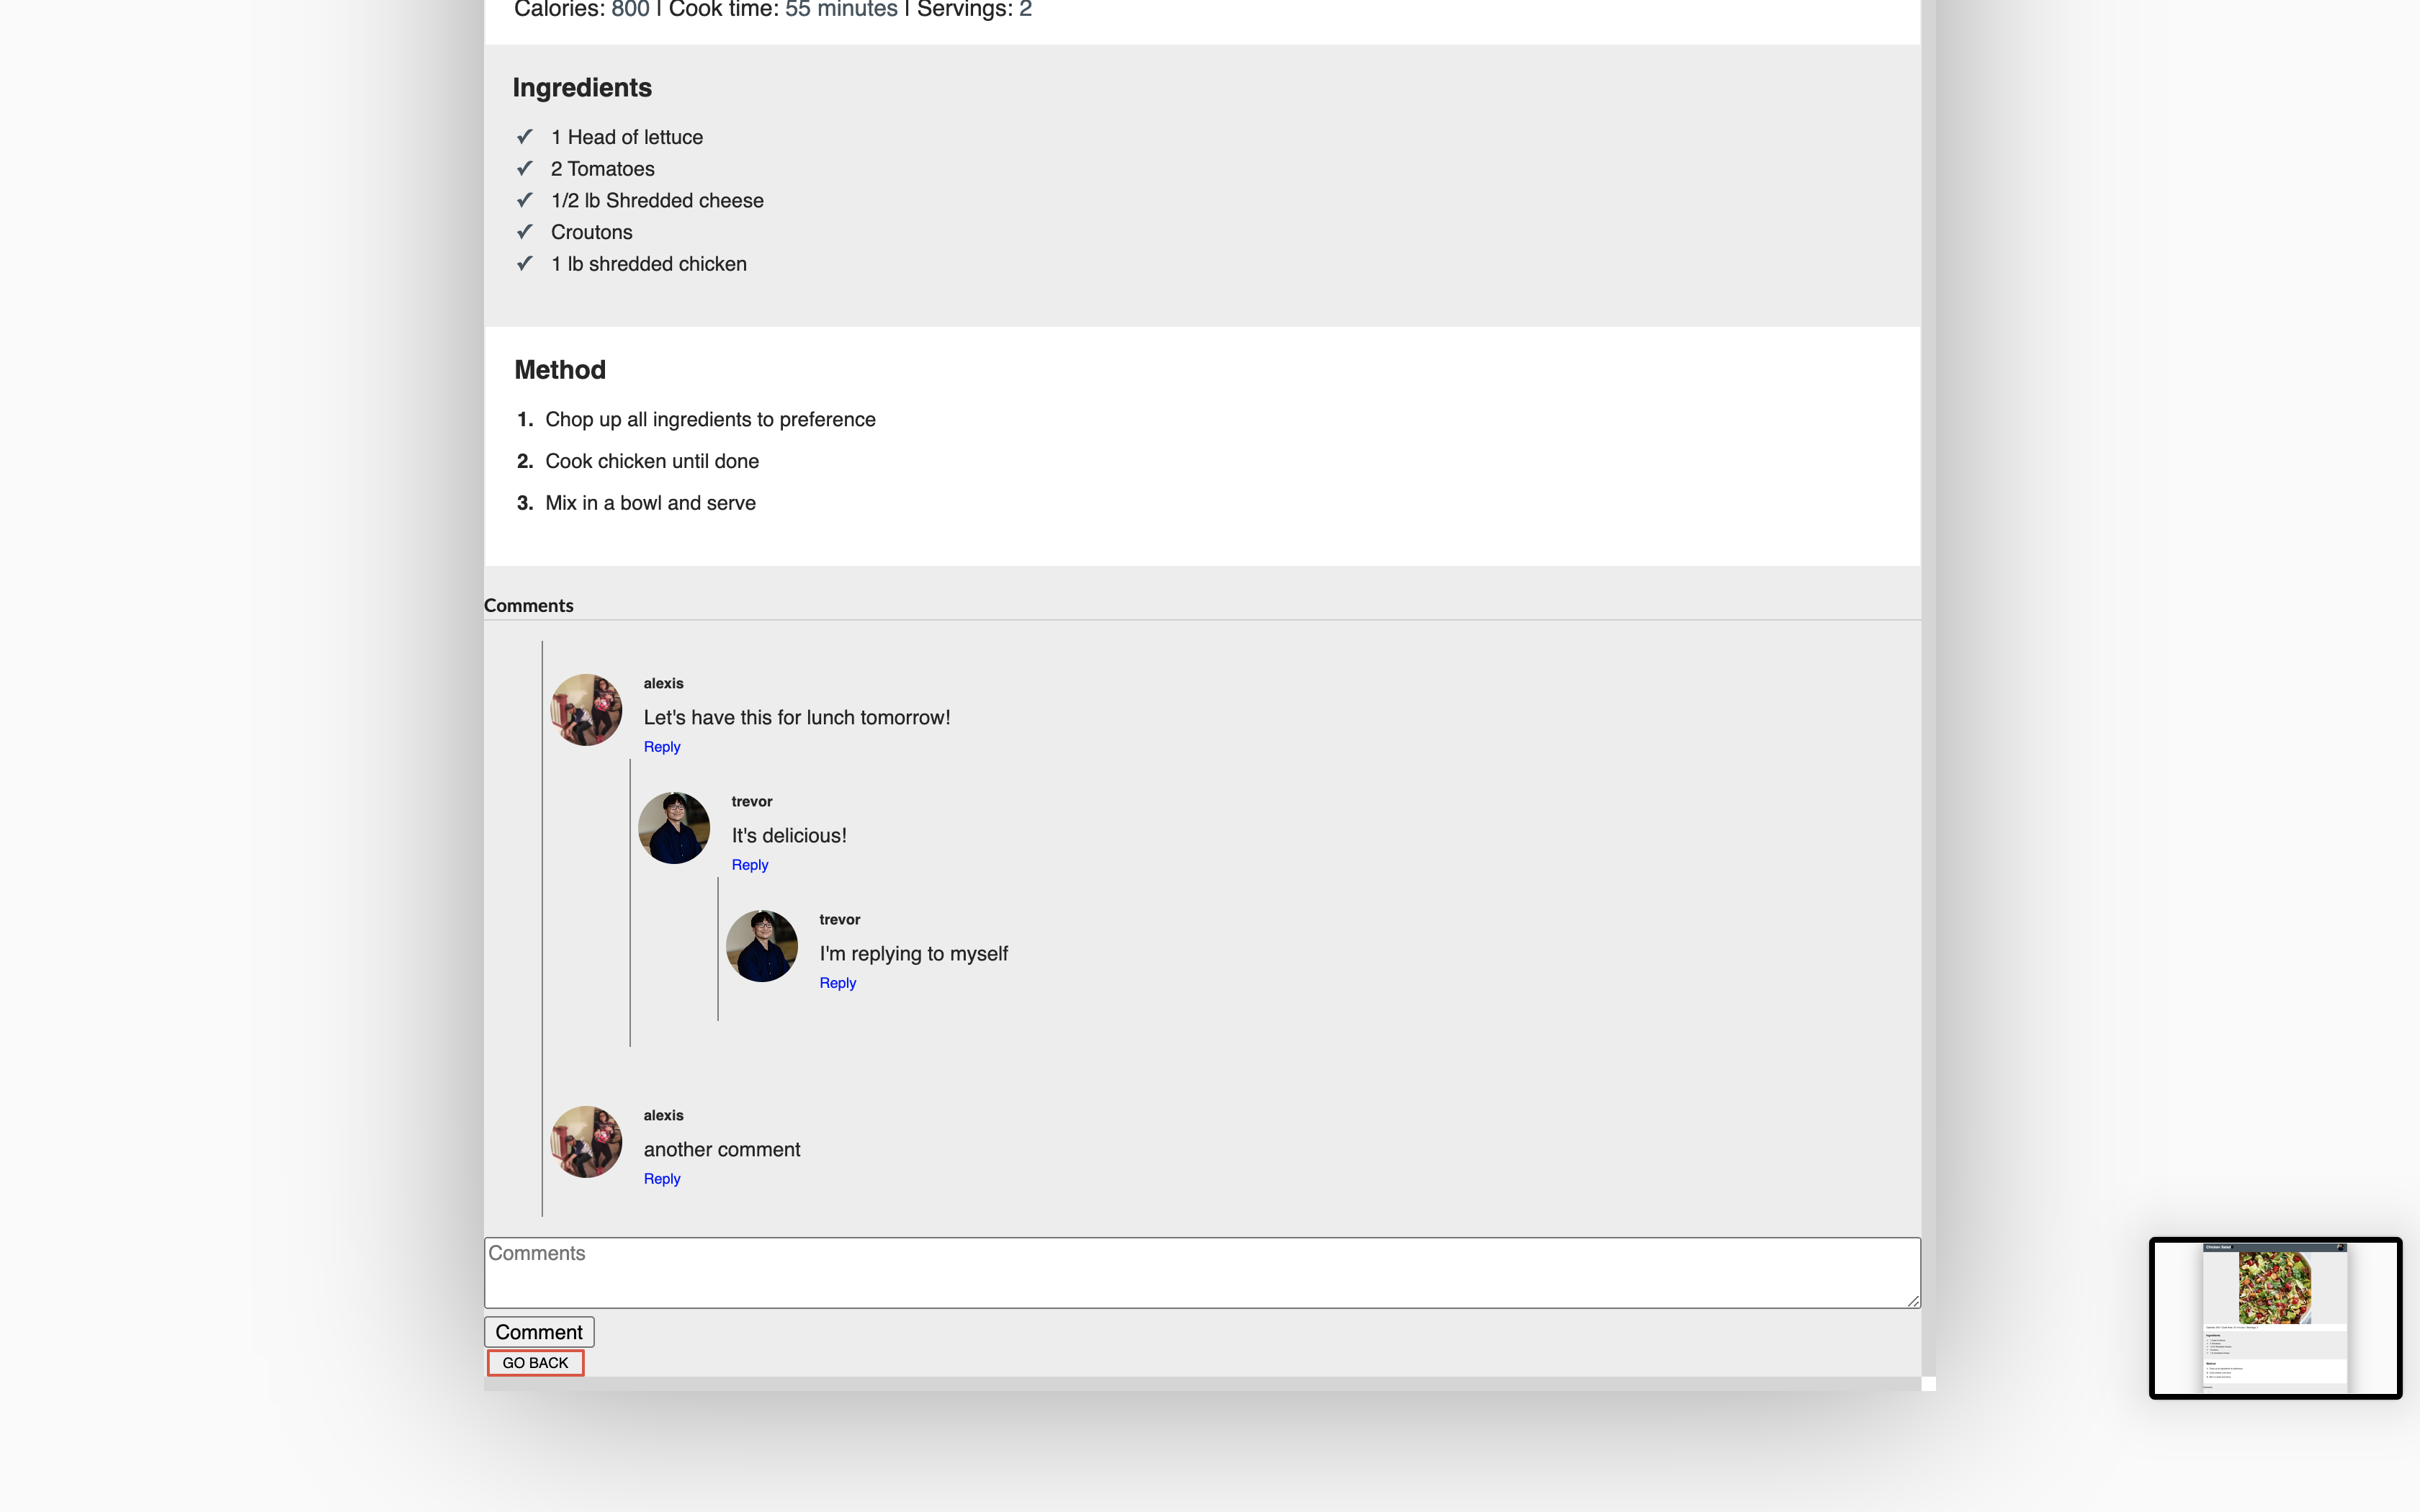 Calories: 800 | Cook time: 55 minutes | Servings: 2
Ingredients
✓ 1 Head of lettuce
✓ 2 Tomatoes
✓ 1/2 lb Shredded cheese
✓ Croutons
✓ 1 lb shredded chicken
Method
1. Chop up all ingredients to preference
2. Cook chicken until done
3. Mix in a bowl and serve
Comments
alexis
Let's have this for lunch tomorrow!
Reply
trevor
It's delicious!
Reply
trevor
I'm replying to myself
Reply
alexis
another comment
Reply
Comments
Comment
GO BACK
Chicken Salad